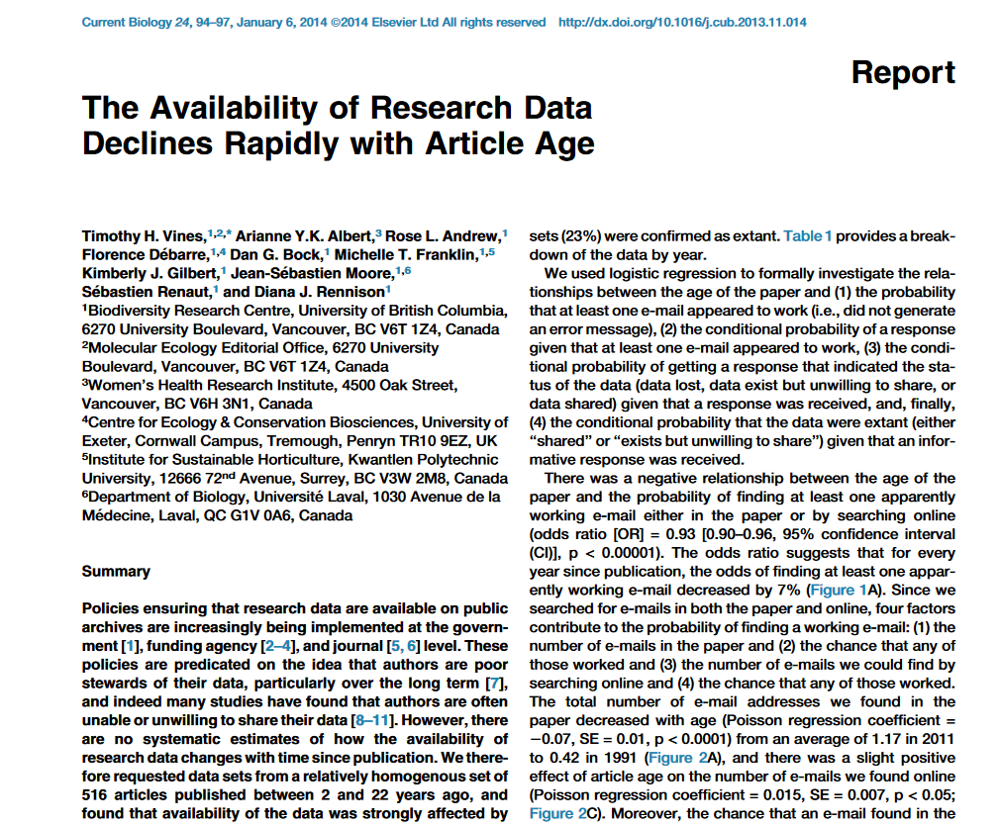 Current Biology 24, 94–97, January 6, 2014 ©2014 Elsevier Ltd All rights reserved http://dx.doi.org/10.1016/j.cub.2013.11.014
Report
The Availability of Research Data
Declines Rapidly with Article Age
Timothy H. Vines,1,2,* Arianne Y.K. Albert,3 Rose L. Andrew,1
Florence Débarre,1,4 Dan G. Bock,1 Michelle T. Franklin,1,5
Kimberly J. Gilbert,1 Jean-Sébastien Moore,1,6
Sébastien Renaut,1 and Diana J. Rennison1
1Biodiversity Research Centre, University of British Columbia,
6270 University Boulevard, Vancouver, BC V6T 1Z4, Canada
2Molecular Ecology Editorial Office, 6270 University
Boulevard, Vancouver, BC V6T 1Z4, Canada
3Women's Health Research Institute, 4500 Oak Street,
Vancouver, BC V6H 3N1, Canada
4Centre for Ecology & Conservation Biosciences, University of
Exeter, Cornwall Campus, Tremough, Penryn TR10 9EZ, UK
5Institute for Sustainable Horticulture, Kwantlen Polytechnic
University, 12666 72nd Avenue, Surrey, BC V3W 2M8, Canada
6Department of Biology, Université Laval, 1030 Avenue de la
Médecine, Laval, QC G1V 0A6, Canada
Summary
Policies ensuring that research data are available on public
archives are increasingly being implemented at the govern-
ment [1], funding agency [2–4], and journal [5, 6] level. These
policies are predicated on the idea that authors are poor
stewards of their data, particularly over the long term [7],
and indeed many studies have found that authors are often
unable or unwilling to share their data [8–11]. However, there
are no systematic estimates of how the availability of
research data changes with time since publication. We there-
fore requested data sets from a relatively homogenous set of
516 articles published between 2 and 22 years ago, and
found that availability of the data was strongly affected by
sets (23%) were confirmed as extant. Table 1 provides a break-
down of the data by year.
We used logistic regression to formally investigate the rela-
tionships between the age of the paper and (1) the probability
that at least one e-mail appeared to work (i.e., did not generate
an error message), (2) the conditional probability of a response
given that at least one e-mail appeared to work, (3) the condi-
tional probability of getting a response that indicated the sta-
tus of the data (data lost, data exist but unwilling to share, or
data shared) given that a response was received, and, finally,
(4) the conditional probability that the data were extant (either
“shared” or “exists but unwilling to share”) given that an infor-
mative response was received.
There was a negative relationship between the age of the
paper and the probability of finding at least one apparently
working e-mail either in the paper or by searching online
(odds ratio [OR] = 0.93 [0.90–0.96, 95% confidence interval
(CI)], p < 0.00001). The odds ratio suggests that for every
year since publication, the odds of finding at least one appar-
ently working e-mail decreased by 7% (Figure 1A). Since we
searched for e-mails in both the paper and online, four factors
contribute to the probability of finding a working e-mail: (1) the
number of e-mails in the paper and (2) the chance that any of
those worked and (3) the number of e-mails we could find by
searching online and (4) the chance that any of those worked.
The total number of e-mail addresses we found in the
paper decreased with age (Poisson regression coefficient =
−0.07, SE = 0.01, p < 0.0001) from an average of 1.17 in 2011
to 0.42 in 1991 (Figure 2A), and there was a slight positive
effect of article age on the number of e-mails we found online
(Poisson regression coefficient = 0.015, SE = 0.007, p < 0.05;
Figure 2C). Moreover, the chance that an e-mail found in the